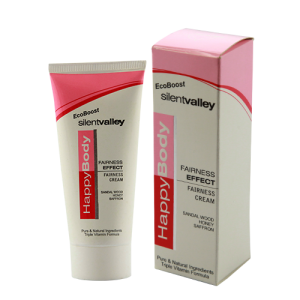 EcoBoost
silentvalley
HappyBody
FAIRNESS
EFFECT
FAIRNESS
CREAM
SANDAL WOOD
HONEY
SAFFRON
Pure & Natural Ingredients
Triple Vitamin Formula
EcoBoost
silentvalley
HappyBody
FAIRNESS
EFFECT
FAIRNESS
CREAM
SANDAL WOOD
HONEY
SAFFRON
Pure & Natural Ingredients
Triple Vitamin Formula